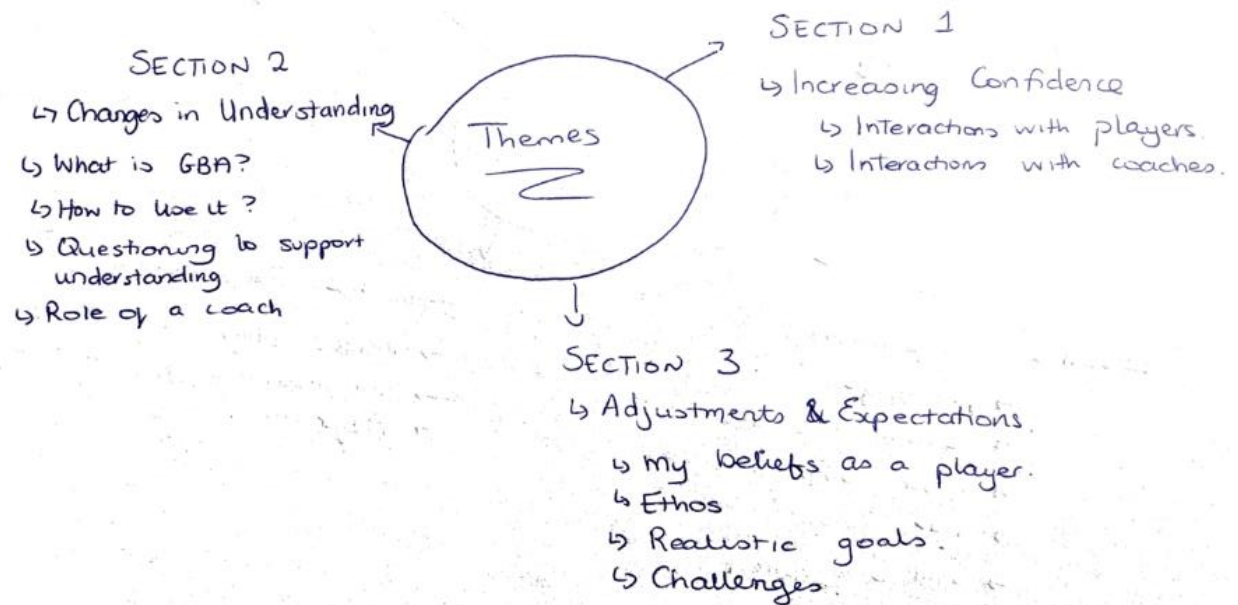 Themes
SECTION 1
↳ Increasing Confidence
↳ Interactions with players.
↳ Interactions with coaches.
SECTION 2
↳ Changes in Understanding
↳ What is GBA?
↳ How to use it?
↳ Questioning to support
understanding
↳ Role of a coach
SECTION 3.
↳ Adjustments & Expectations.
↳ My beliefs as a player.
↳ Ethos
↳ Realistic goals.
↳ Challenges.